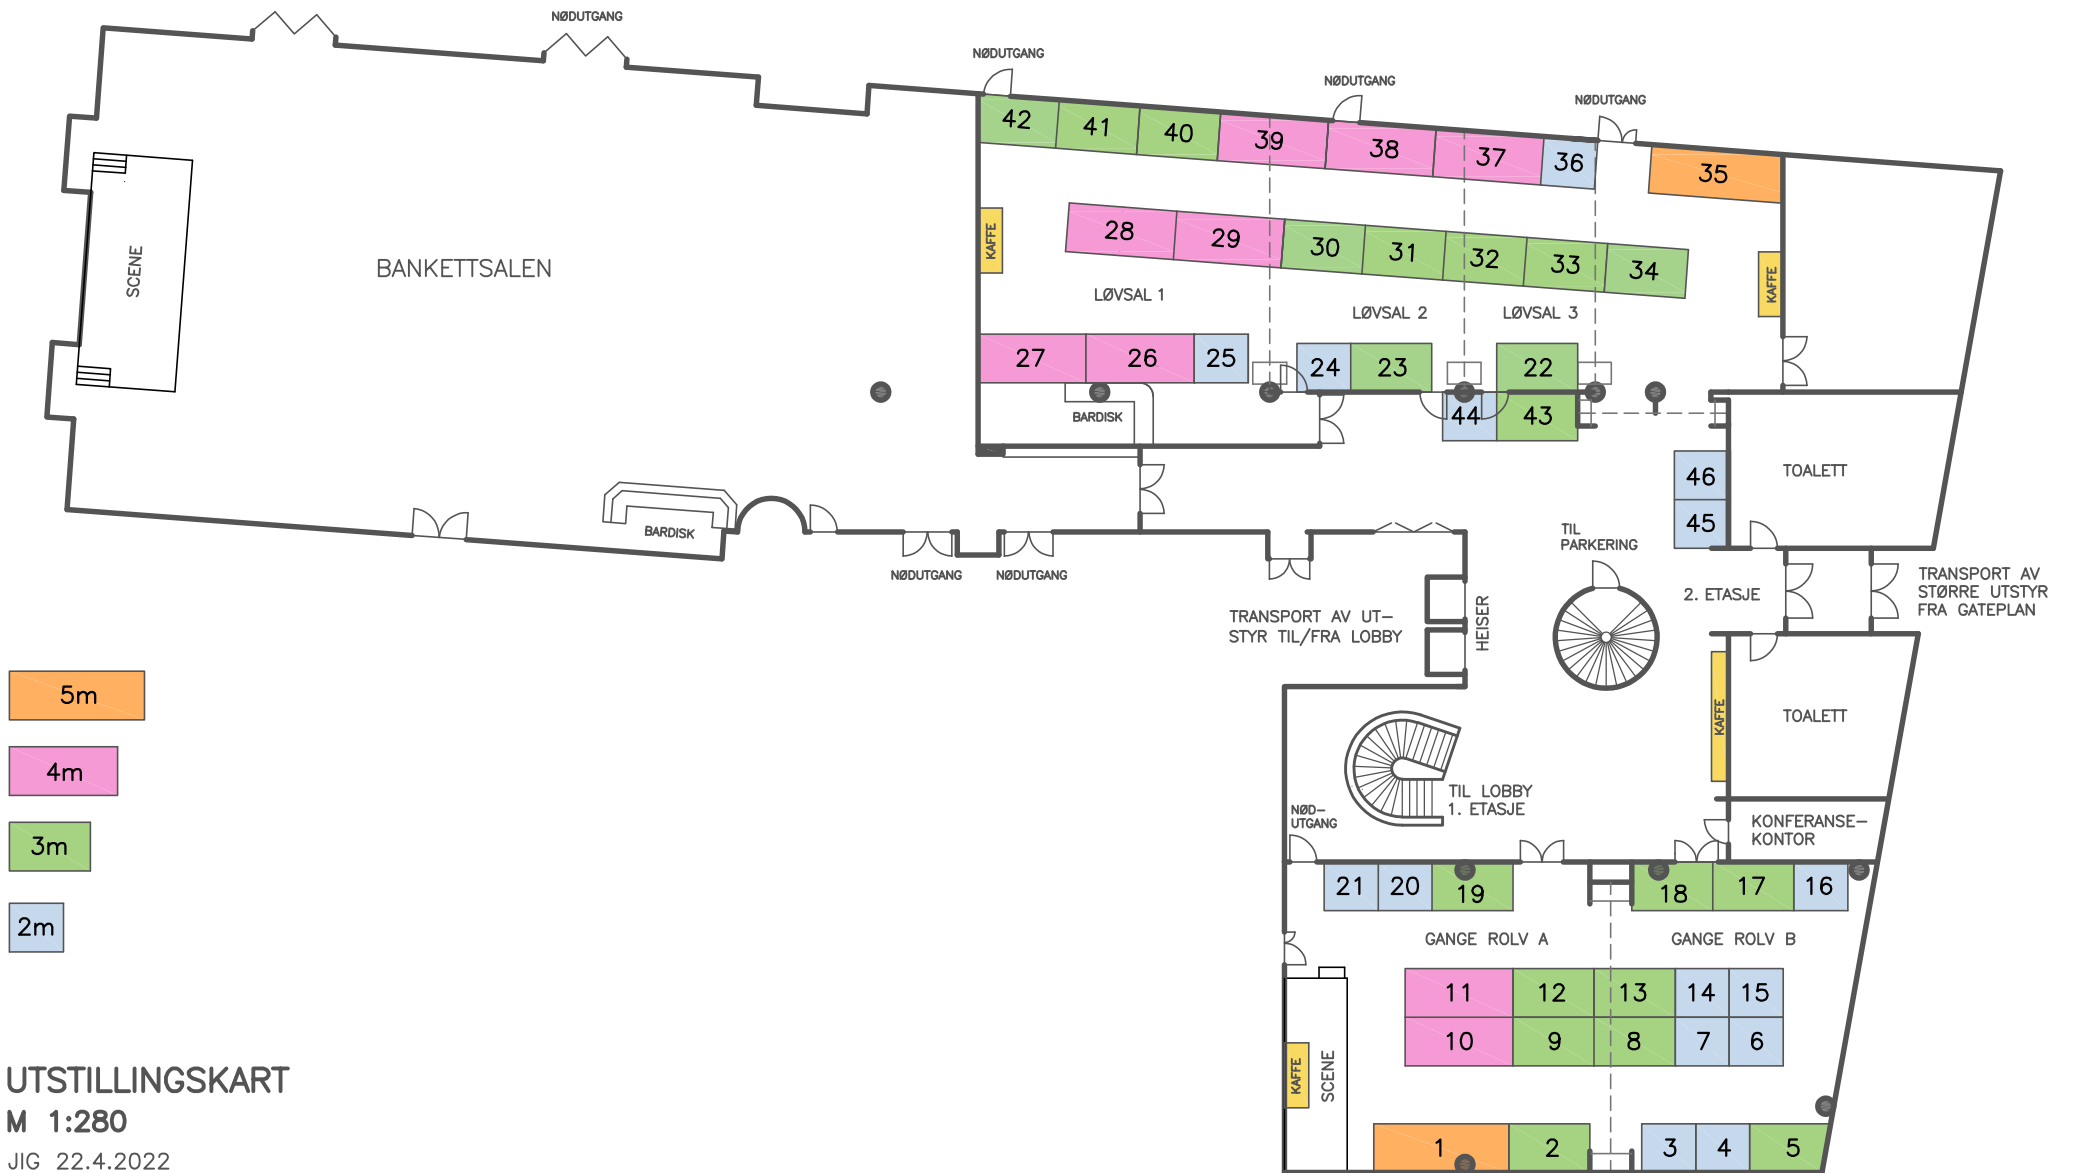 NØDUTGANG
NØDUTGANG
NØDUTGANG
NØDUTGANG
42
41
40
39
38
37
36
35
SCENE
BANKETTSALEN
KAFFE
28
29
30
31
32
33
34
KAFFE
LØVSAL 1
LØVSAL 2
LØVSAL 3
27
26
25
24
23
22
BARDISK
44
43
TOALETT
46
45
BARDISK
NØDUTGANG
NØDUTGANG
TIL
PARKERING
2. ETASJE
TRANSPORT AV
STØRRE UTSTYR
FRA GATEPLAN
TRANSPORT AV UT-
STYR TIL/FRA LOBBY
HEISER
5m
4m
3m
2m
KAFFE
TOALETT
TIL LOBBY
1. ETASJE
NØD-
UTGANG
KONFERANSE-
KONTOR
21
20
19
18
17
16
GANGE ROLV A
GANGE ROLV B
11
12
13
14
15
10
9
8
7
6
KAFFE
SCENE
1
2
3
4
5
UTSTILLINGSKART
M 1:280
JIG 22.4.2022